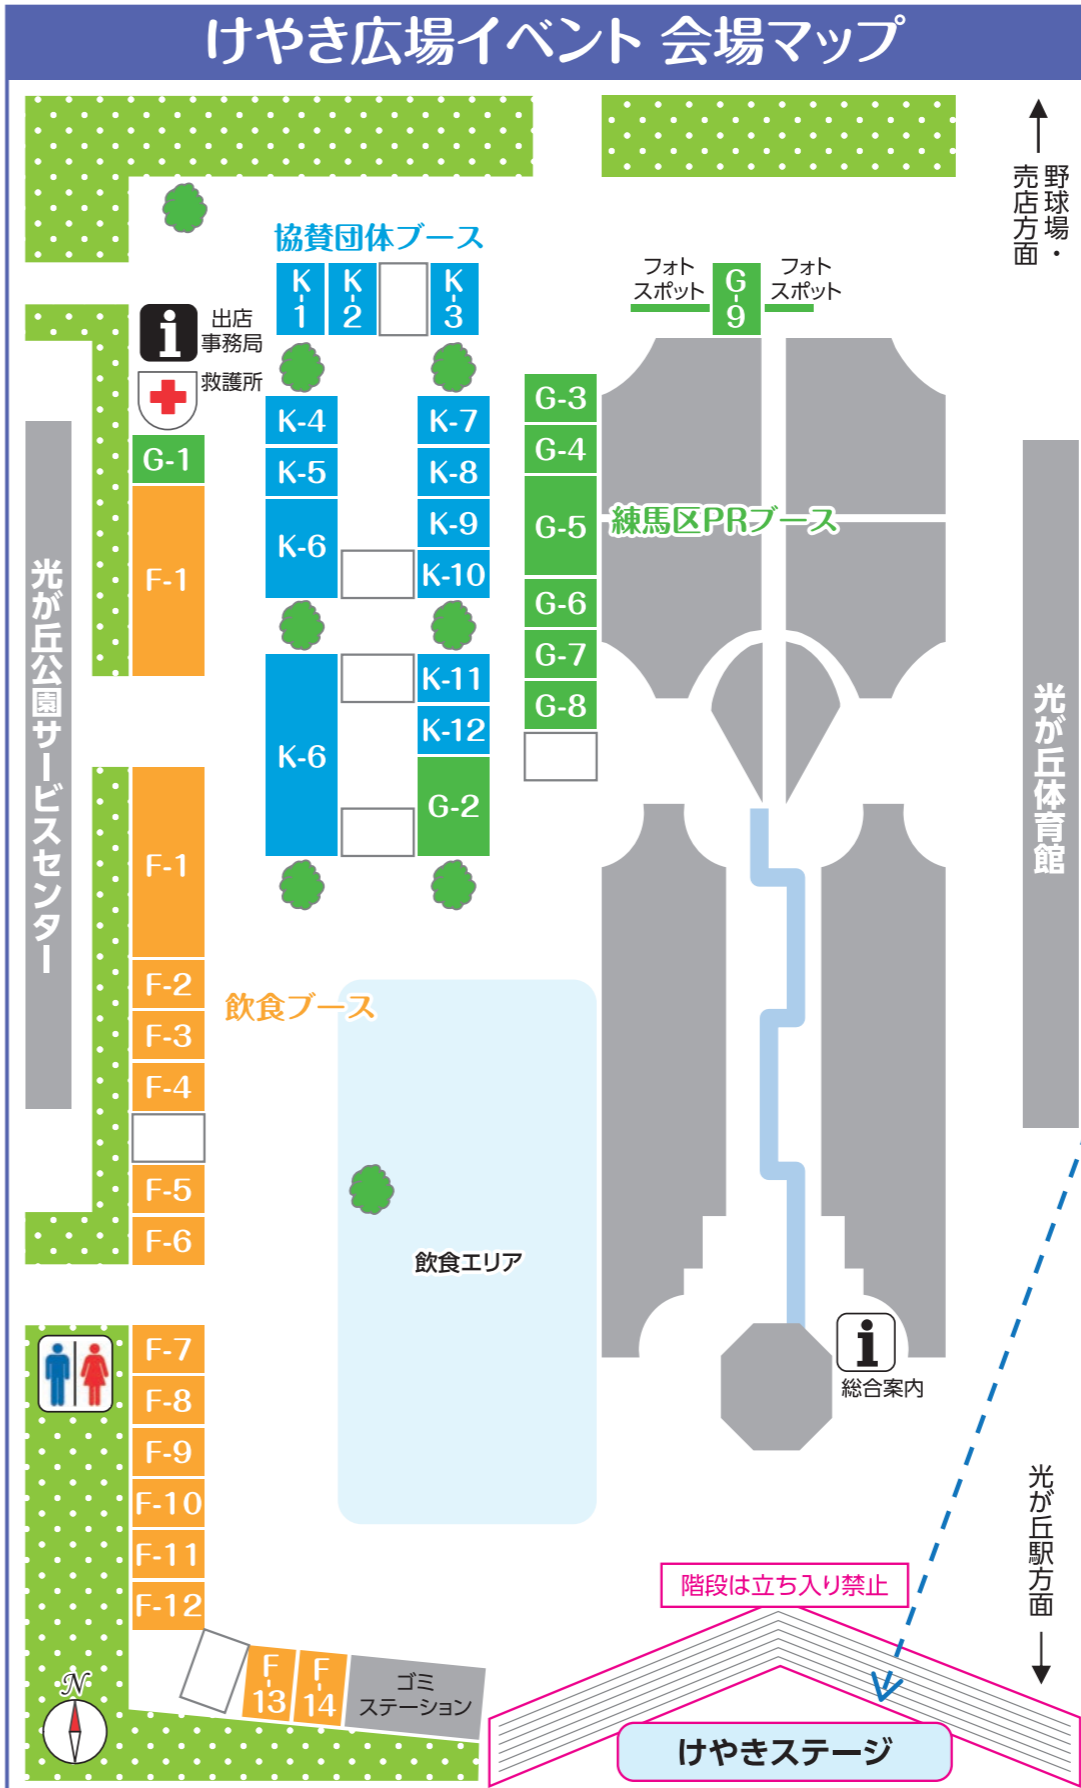 けやき広場イベント 会場マップ
野球場・
売店方面
協賛団体ブース
K-1
K-2
K-3
フォト
スポット
G-9
フォト
スポット
出店
事務局
救護所
G-1
F-1
K-4
K-5
K-6
K-7
K-8
K-9
K-10
G-3
G-4
G-5
G-6
G-7
G-8
練馬区PRブース
光が丘公園サービスセンター
光が丘体育館
K-6
K-11
K-12
G-2
F-1
F-2
F-3
F-4
F-5
F-6
飲食ブース
飲食エリア
総合案内
F-7
F-8
F-9
F-10
F-11
F-12
F-13
F-14
ゴミ
ステーション
光が丘駅方面
階段は立ち入り禁止
けやきステージ
N